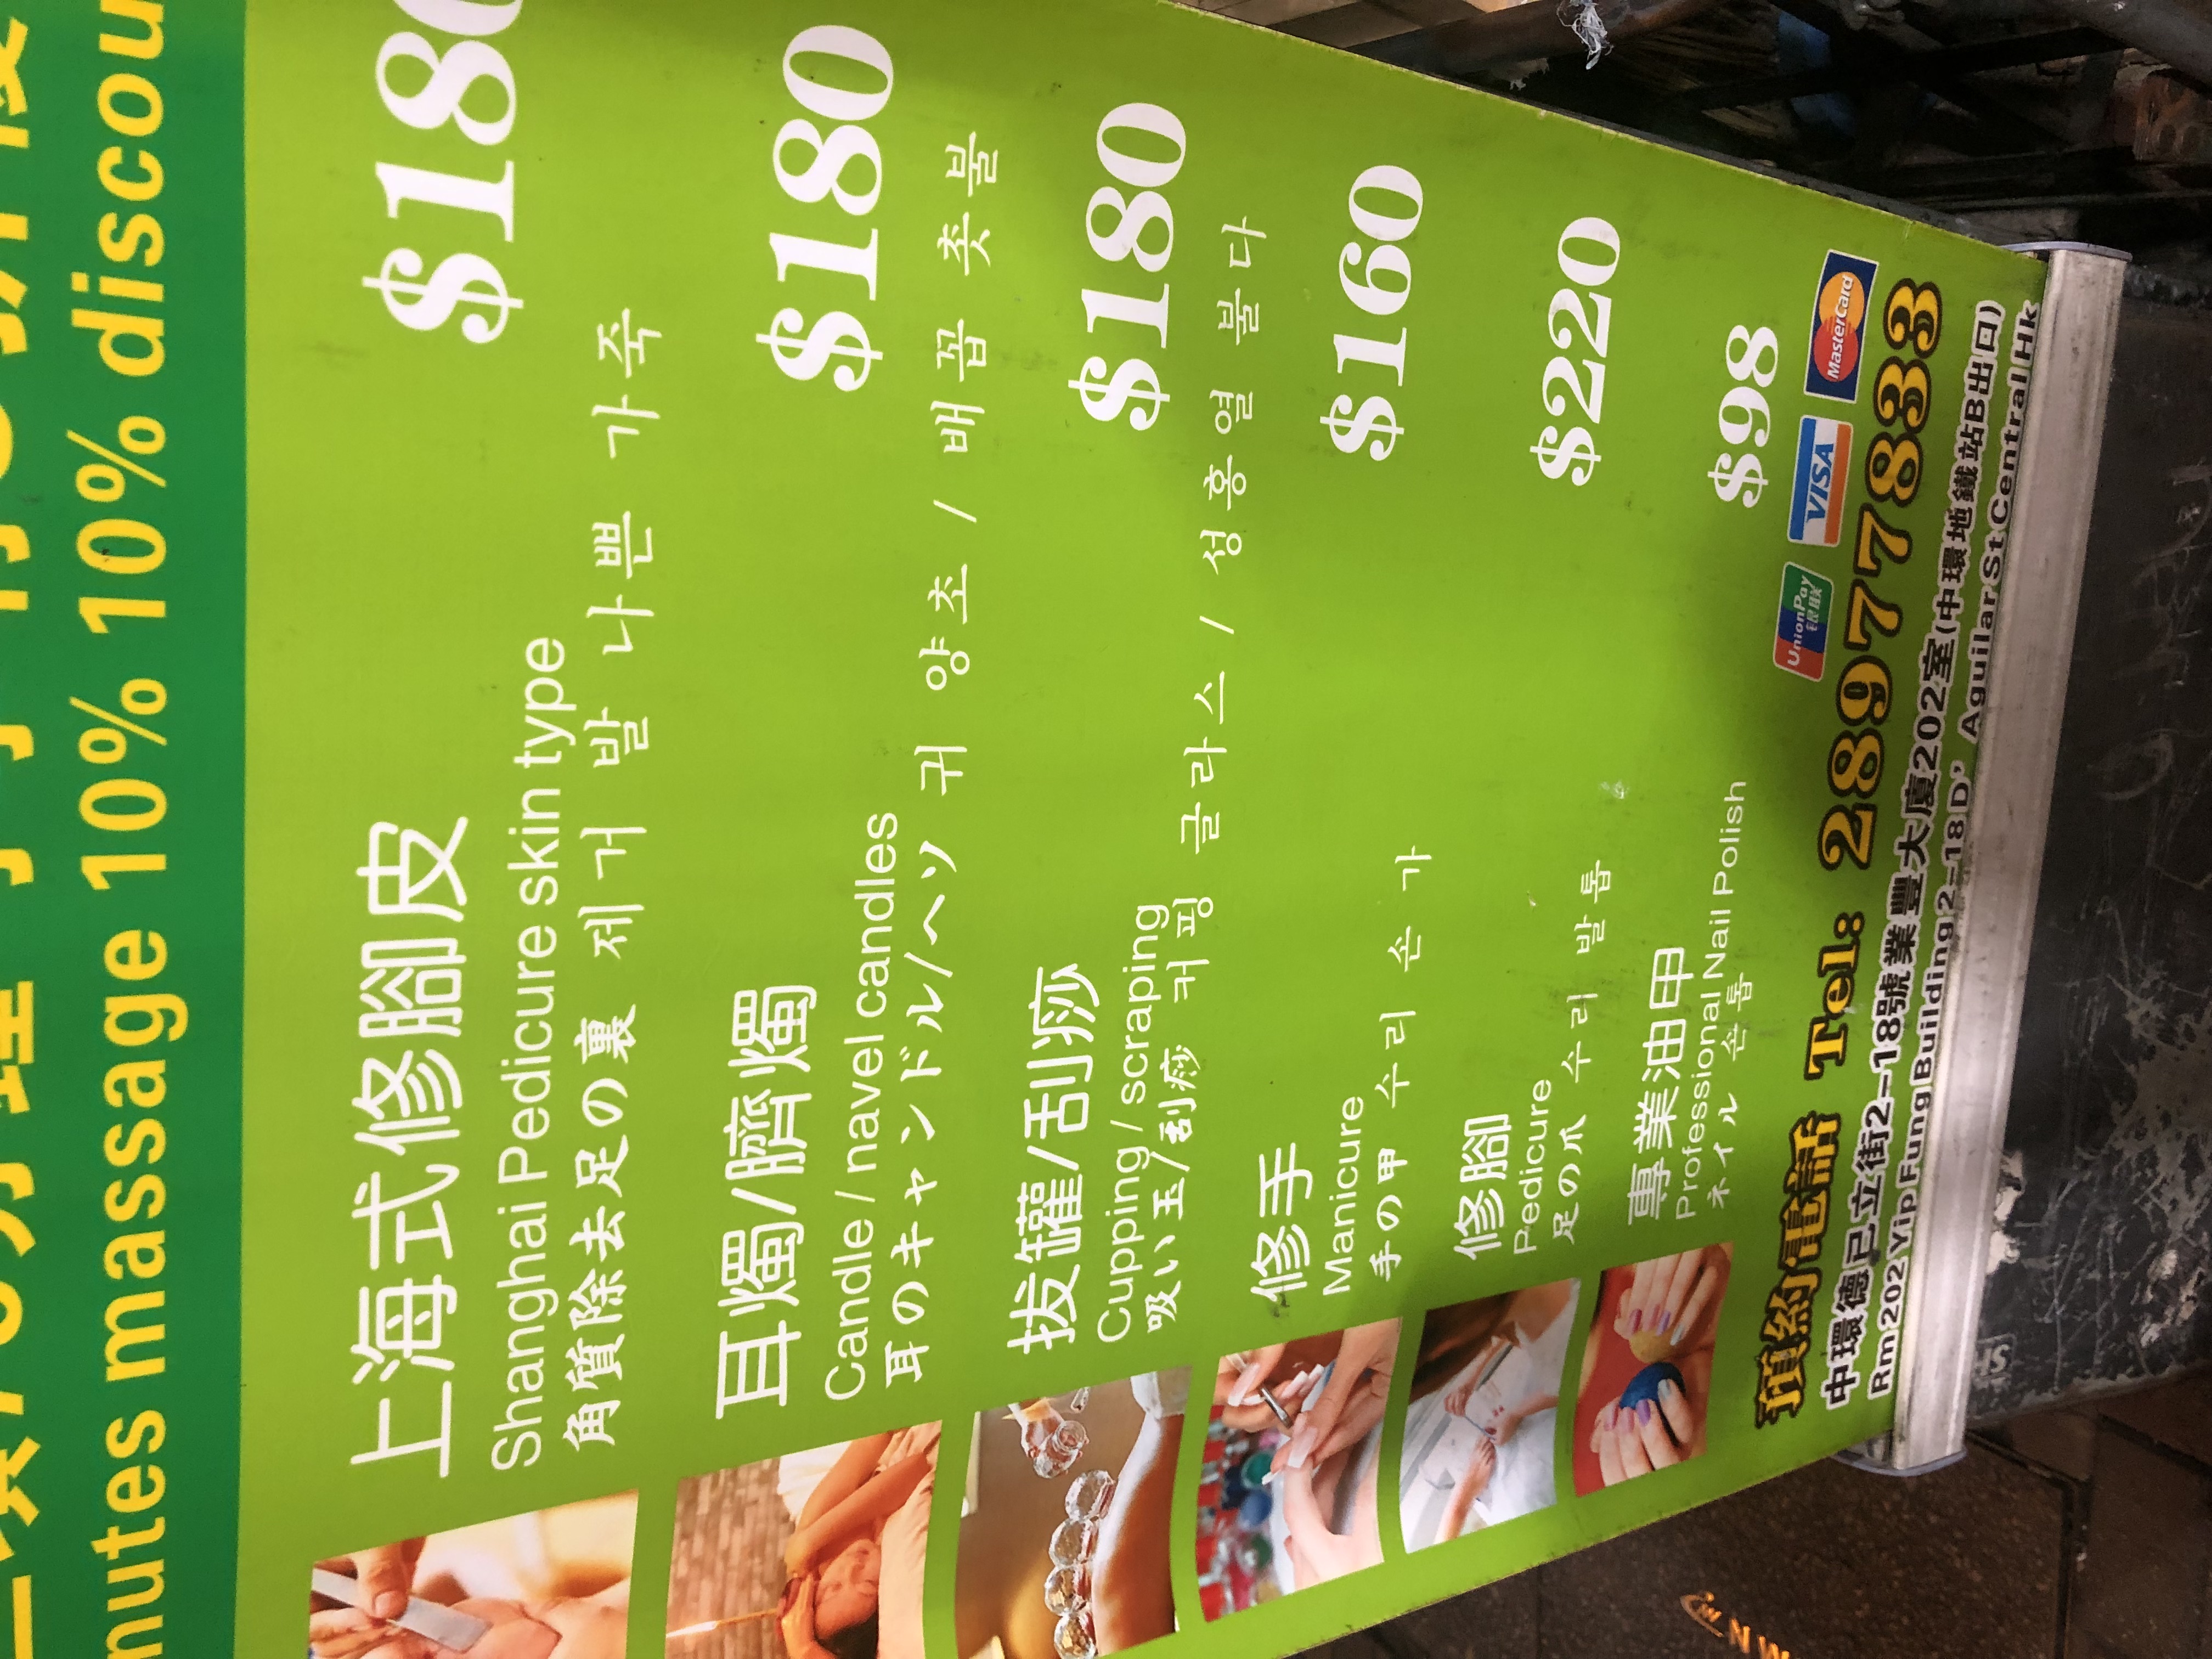 nutes massage 10% 10% discou
上海式修腳皮
$180
Shanghai Pedicure skin type
角質除去足の裏 제거 발 나쁜 가죽
耳燭/臍燭
$180
Candle / navel candles
耳のキャンドル/ヘソ 귀 양초 / 배꼽 촛불
拔罐/刮痧
$180
Cupping / scraping
吸い玉/刮痧 커핑 글라스 / 성홍열 불다
修手
$160
Manicure
手の甲 수리 손 가
修腳
$220
Pedicure
足の爪 수리 발톱
專業油甲
$98
Professional Nail Polish
ネイル 손톱
UnionPay 银联 VISA MasterCard
預約電話 Tel: 28977833
中環德已立街2-18號業豐大廈202室(中環地鐵站B出口)
Rm 202 Yip Fung Building 2-18 D' Aguilar St Central Hk